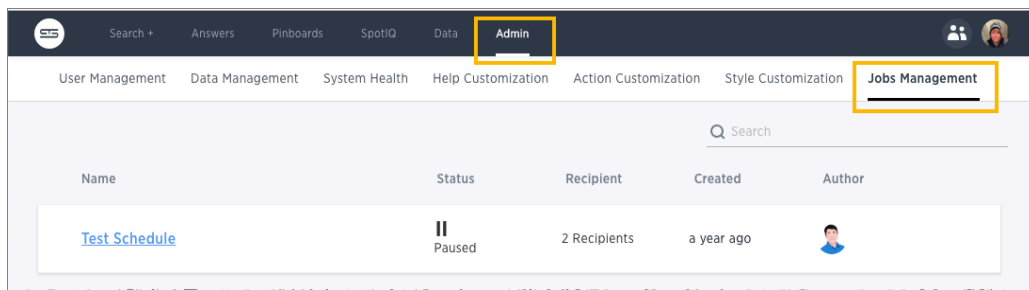 Search + Answers Pinboards SpotIQ Data Admin
User Management Data Management System Health Help Customization Action Customization Style Customization Jobs Management
Search
Name Status Recipient Created Author
Test Schedule Paused 2 Recipients a year ago